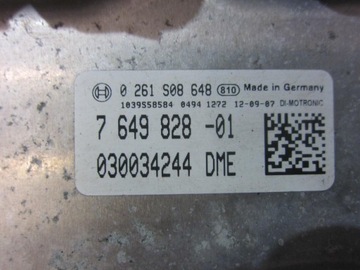 0 261 S08 648 810 Made in Germany
1039S58584 0494 1272 12-09-07 DI-MOTRONIC
7 649 828 -01
030034244 DME